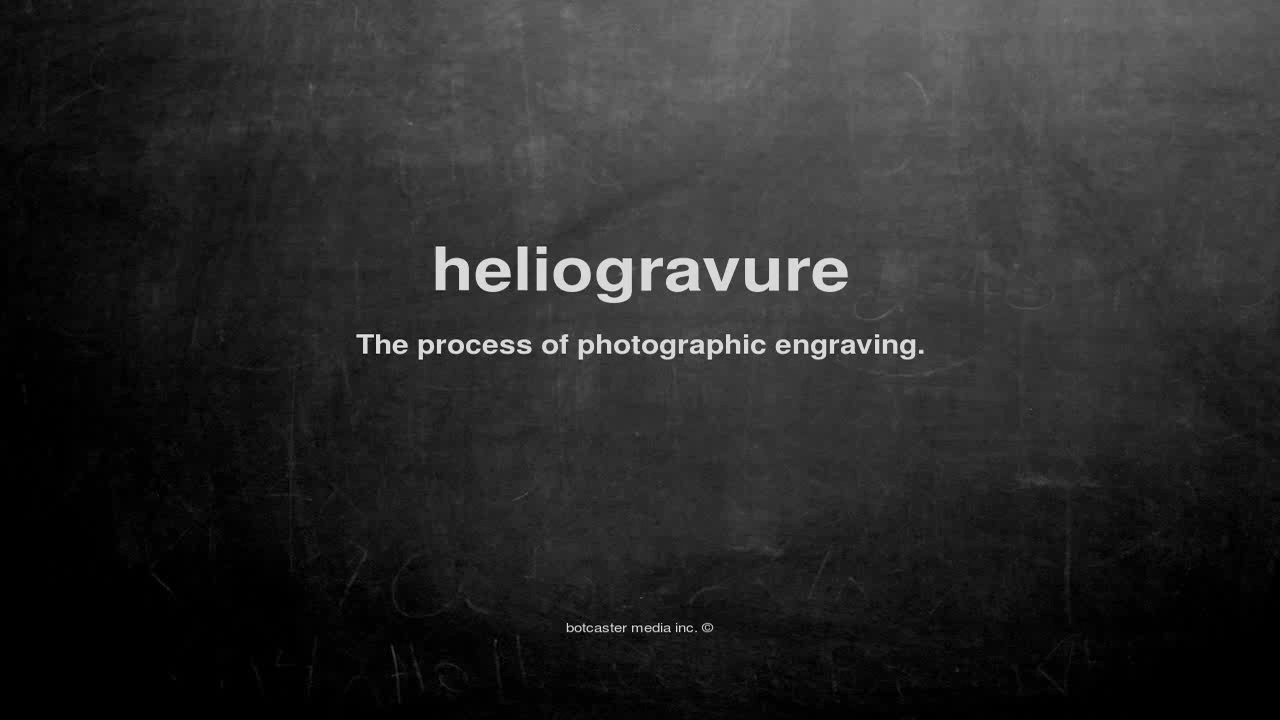 heliogravure
The process of photographic engraving.
botcaster media inc. ©